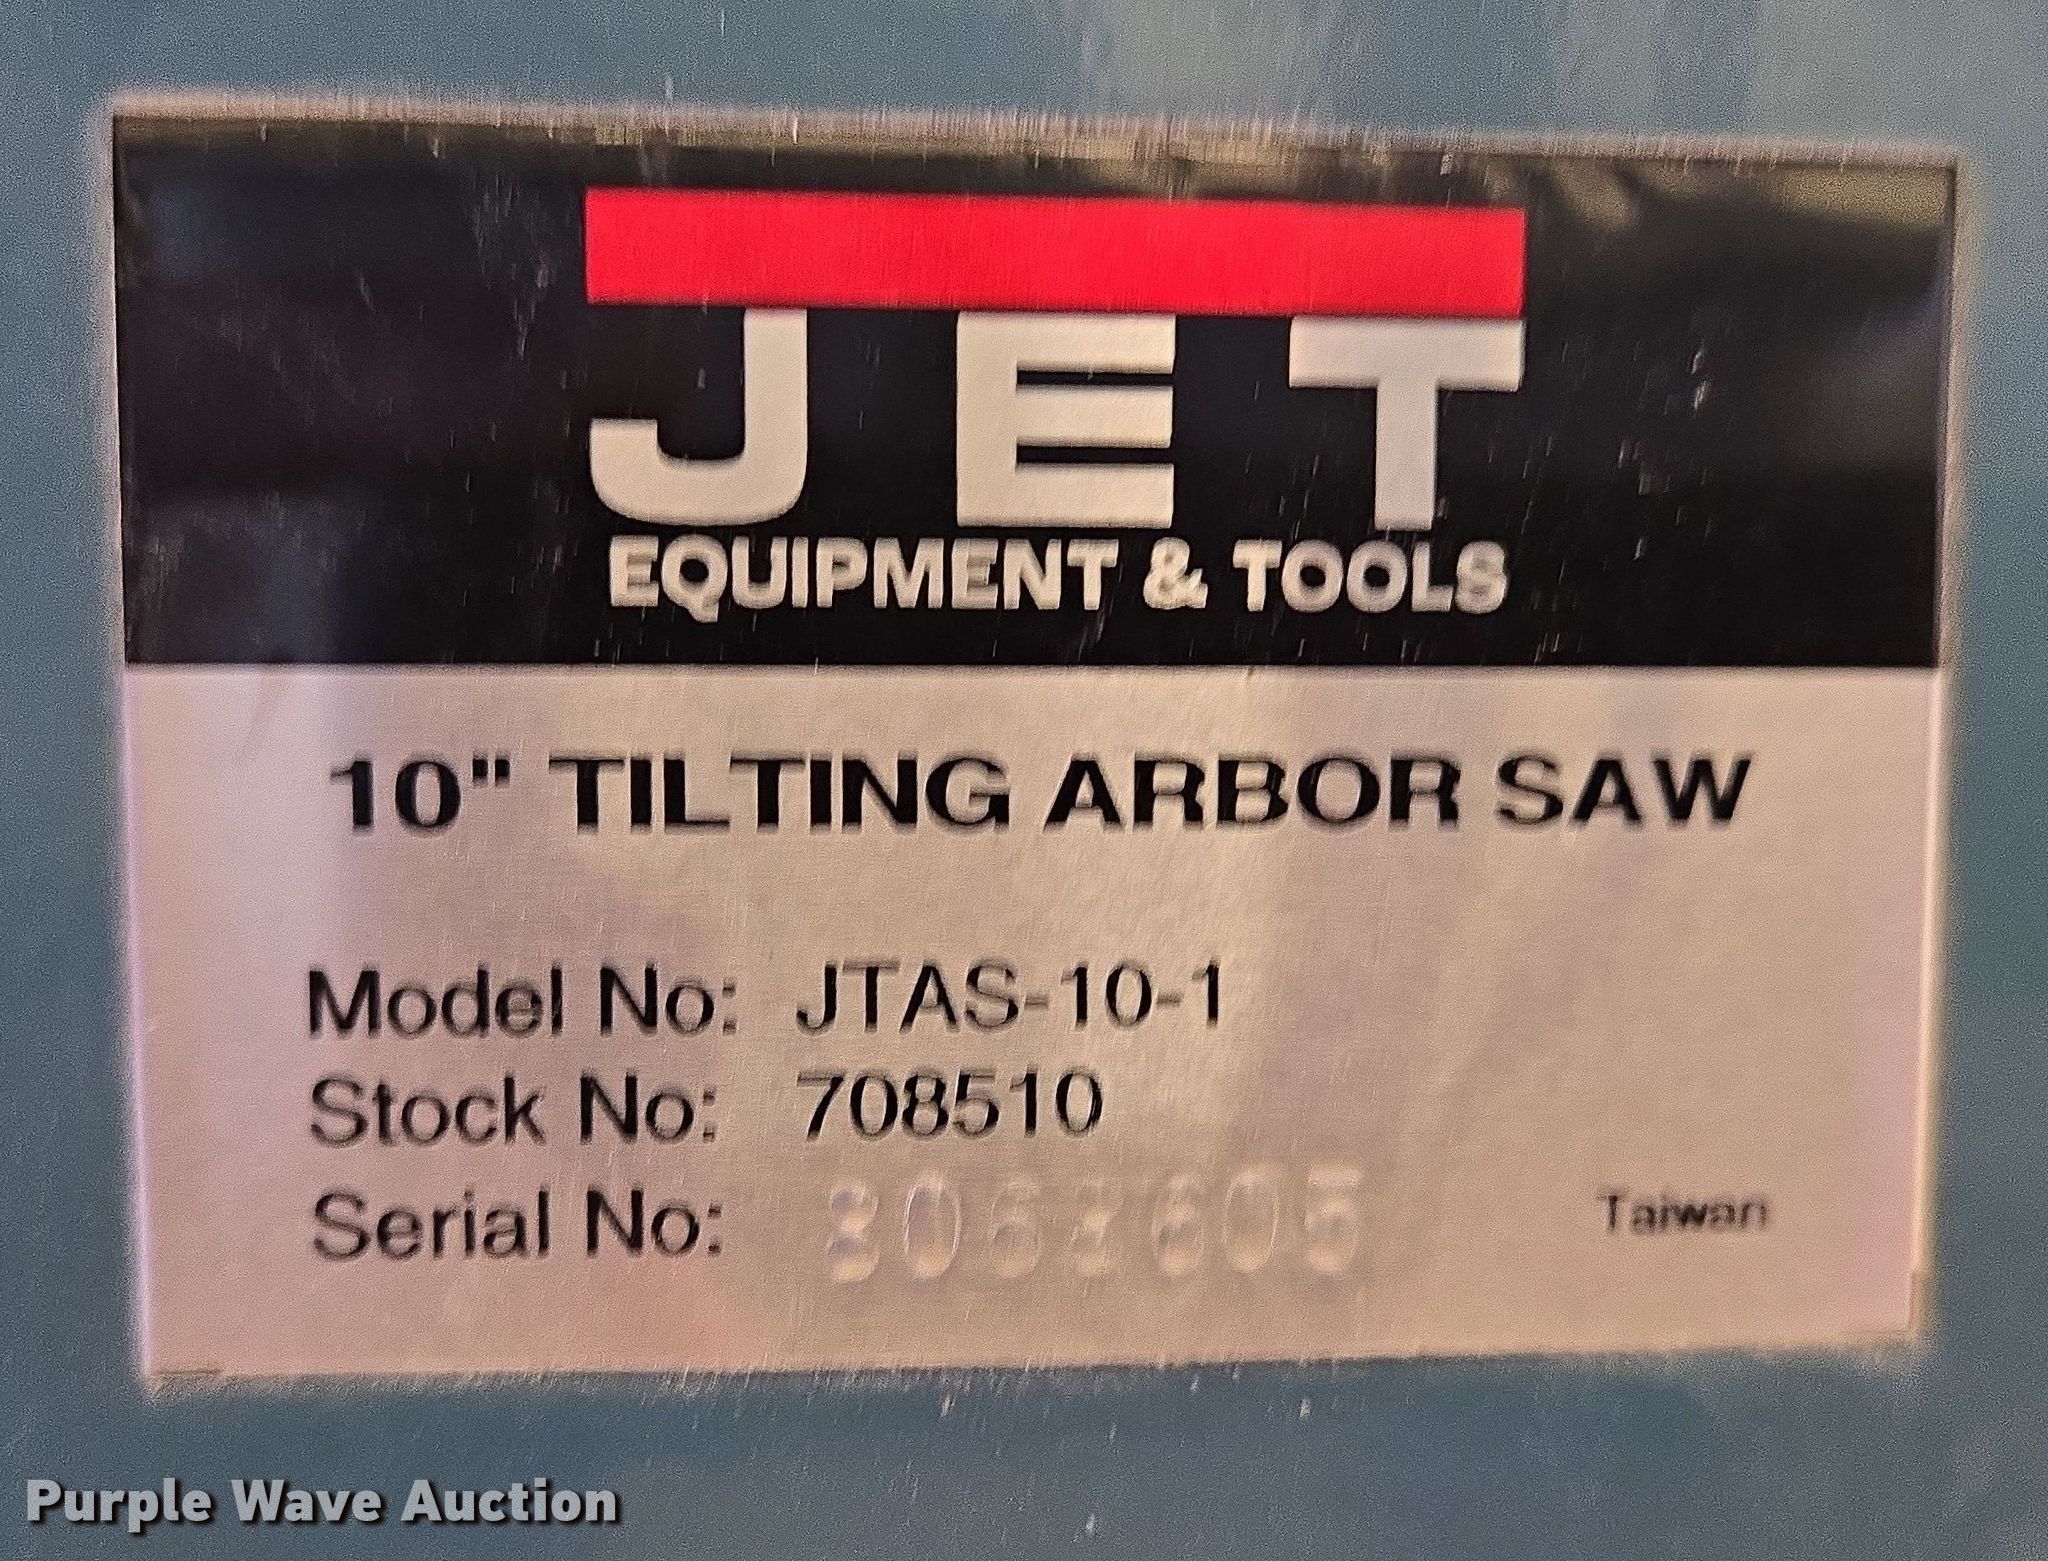 JET
EQUIPMENT & TOOLS
10" TILTING ARBOR SAW
Model No: JTAS-10-1
Stock No: 708510
Serial No:
Taiwan
Purple Wave Auction